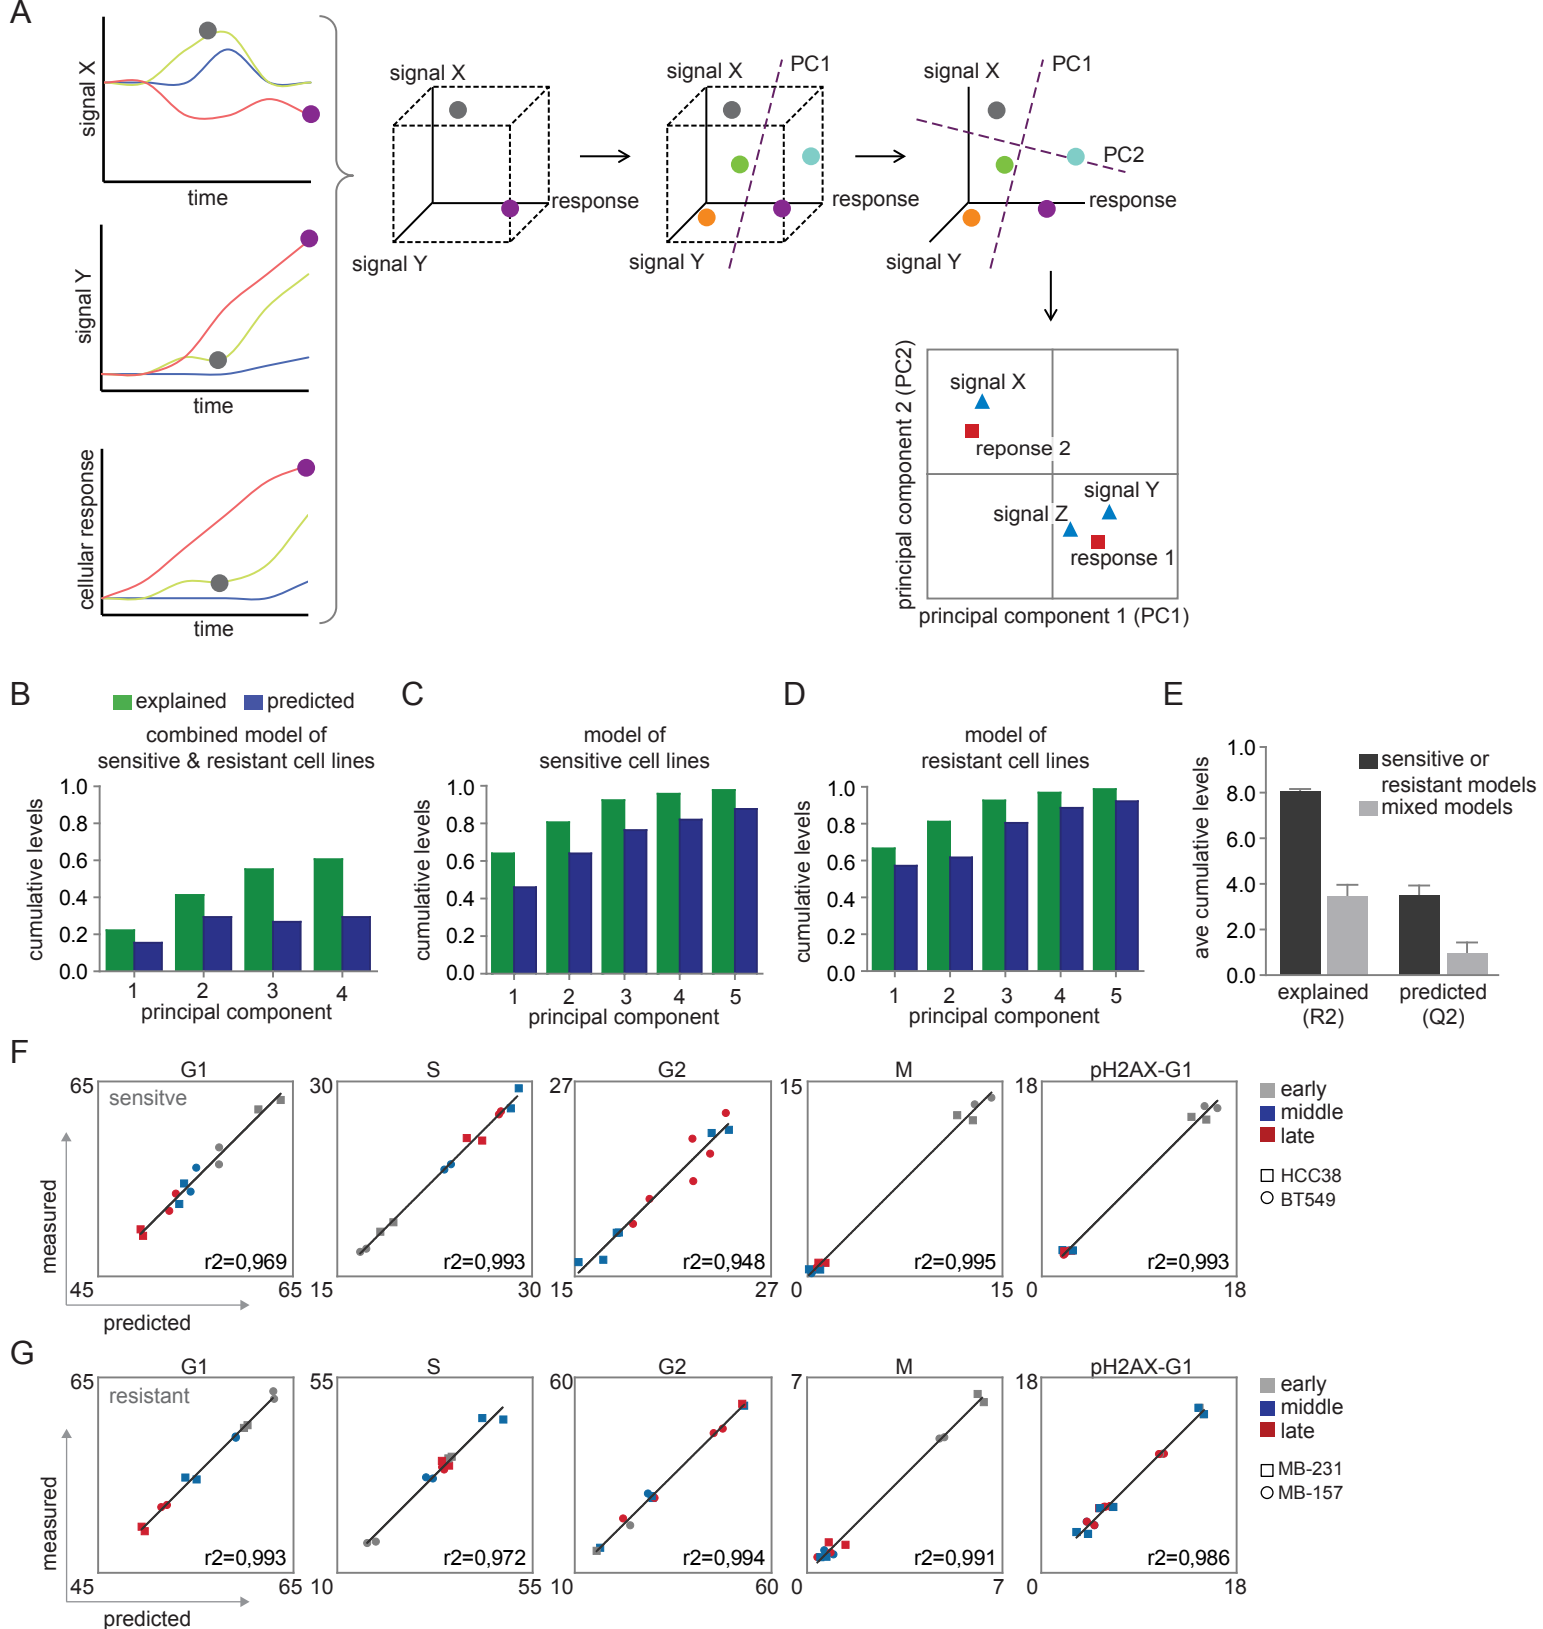 A
signal X
time
signal Y
time
cellular response
time
signal X
response
signal Y
signal X
PC1
response
signal Y
signal X
PC1
PC2
response
signal Y
principal component 2 (PC2)
signal X
reponse 2
signal Y
signal Z
response 1
principal component 1 (PC1)
B
explained
predicted
combined model of
sensitive & resistant cell lines
cumulative levels
1.0
0.8
0.6
0.4
0.2
0.0
1
2
3
4
principal component
C
model of
sensitive cell lines
cumulative levels
1.0
0.8
0.6
0.4
0.2
0.0
1
2
3
4
5
principal component
D
model of
resistant cell lines
cumulative levels
1.0
0.8
0.6
0.4
0.2
0.0
1
2
3
4
5
principal component
E
ave cumulative levels
1.0
8.0
6.0
4.0
2.0
0.0
sensitive or
resistant models
mixed models
explained
(R2)
predicted
(Q2)
F
measured
predicted
G1
65
sensitve
r2=0,969
45
65
S
30
r2=0,993
15
30
G2
27
r2=0,948
15
27
M
15
r2=0,995
0
15
pH2AX-G1
18
r2=0,993
0
18
early
middle
late
HCC38
BT549
G
measured
predicted
G1
65
resistant
r2=0,993
45
65
S
55
r2=0,972
10
55
G2
60
r2=0,994
10
60
M
7
r2=0,991
0
7
pH2AX-G1
18
r2=0,986
0
18
early
middle
late
MB-231
MB-157